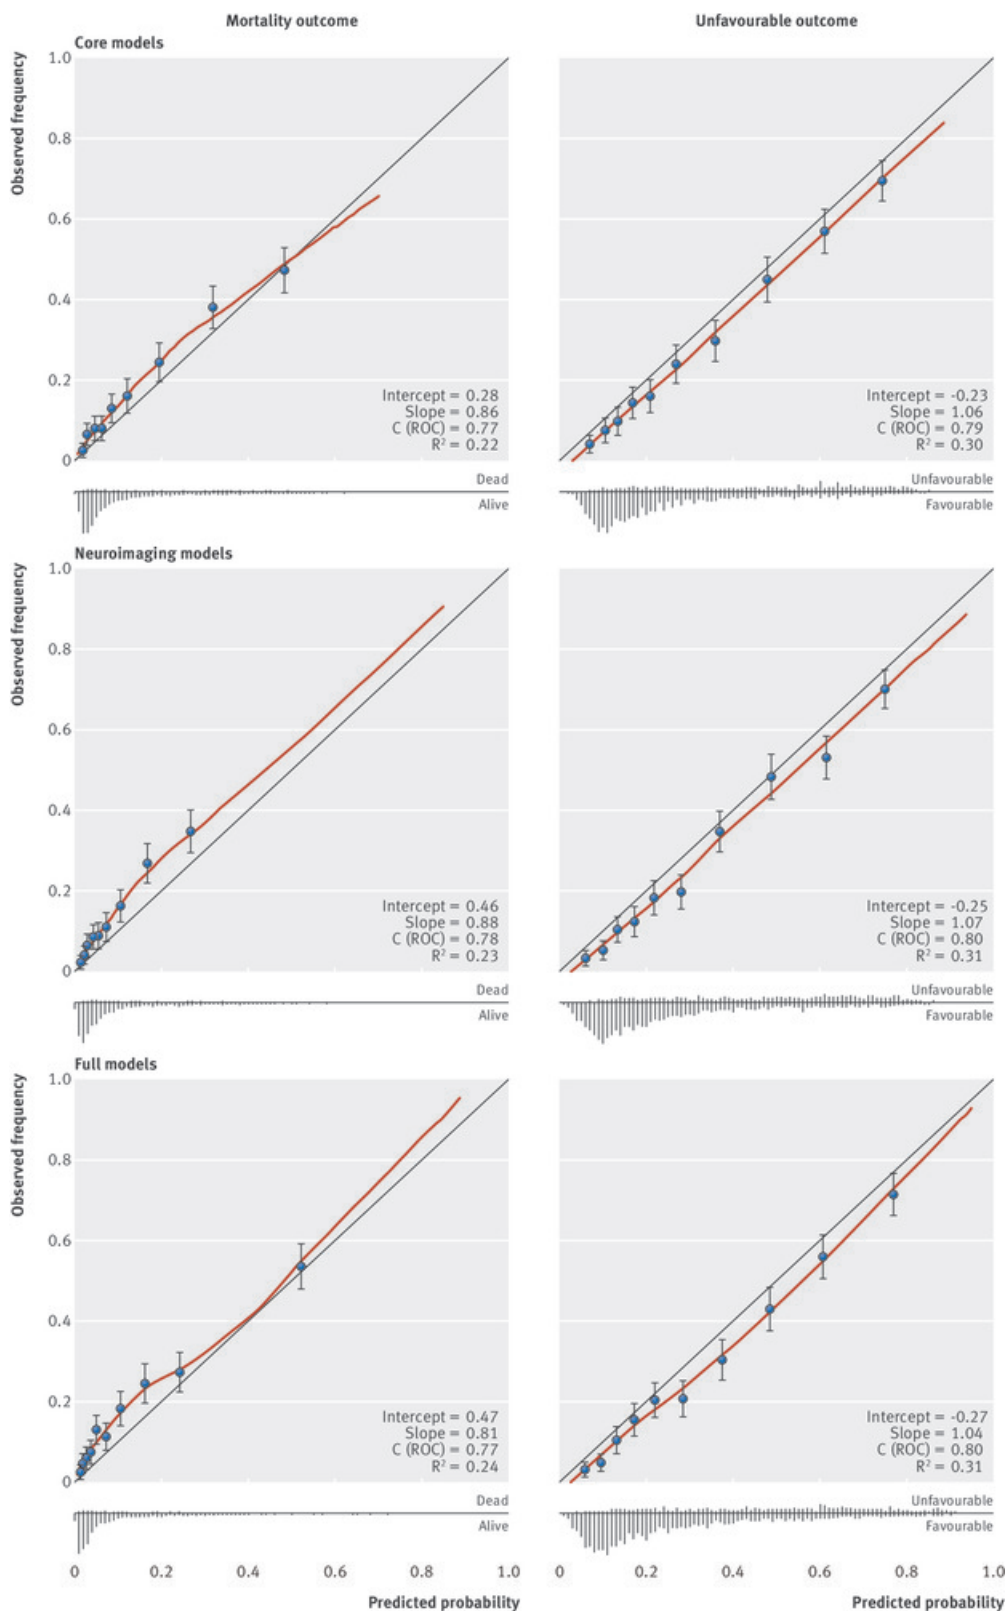 Mortality outcome
Unfavourable outcome
Core models
Observed frequency
1.0
0.8
0.6
0.4
0.2
0
Intercept = 0.28
Slope = 0.86
C (ROC) = 0.77
R² = 0.22
Dead
Alive
Intercept = -0.23
Slope = 1.06
C (ROC) = 0.79
R² = 0.30
Unfavourable
Favourable
Neuroimaging models
Observed frequency
1.0
0.8
0.6
0.4
0.2
0
Intercept = 0.46
Slope = 0.88
C (ROC) = 0.78
R² = 0.23
Dead
Alive
Intercept = -0.25
Slope = 1.07
C (ROC) = 0.80
R² = 0.31
Unfavourable
Favourable
Full models
Observed frequency
1.0
0.8
0.6
0.4
0.2
0
Intercept = 0.47
Slope = 0.81
C (ROC) = 0.77
R² = 0.24
Dead
Alive
Intercept = -0.27
Slope = 1.04
C (ROC) = 0.80
R² = 0.31
Unfavourable
Favourable
0 0.2 0.4 0.6 0.8 1.0
Predicted probability
0 0.2 0.4 0.6 0.8 1.0
Predicted probability